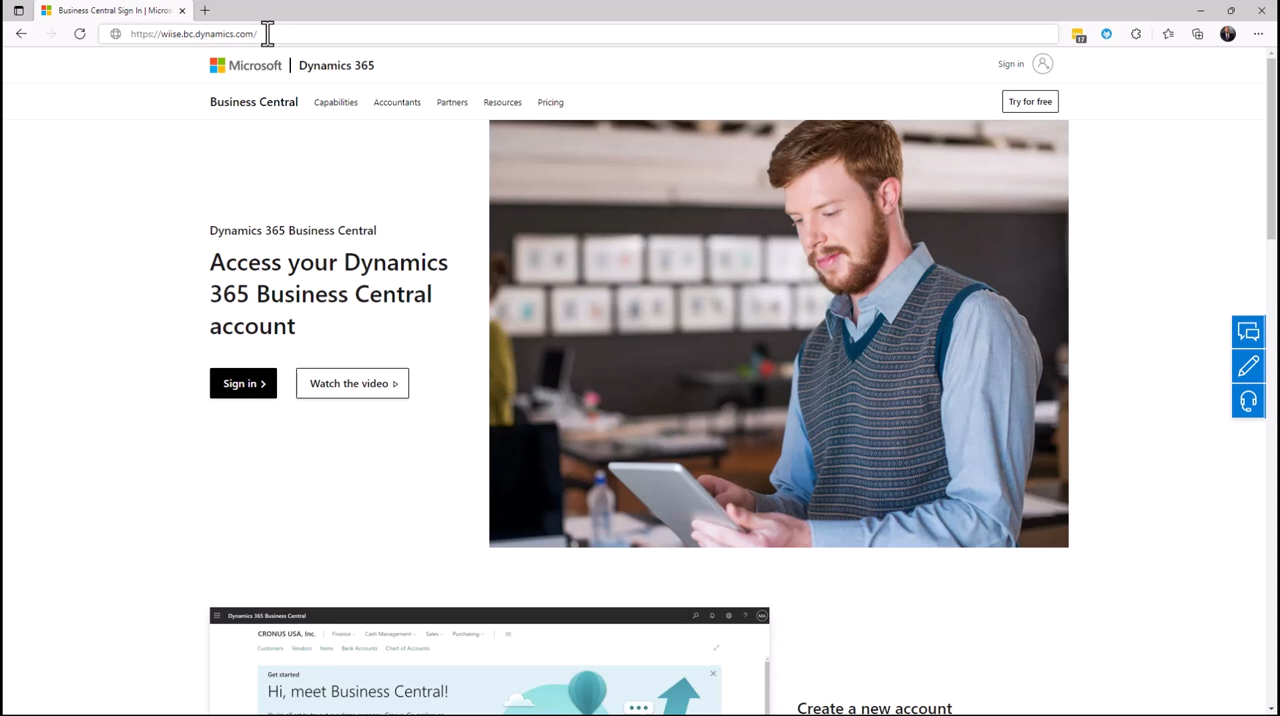 Business Central Sign In | Micros
https://wiise.bc.dynamics.com/
17
Microsoft
Dynamics 365
Sign in
Business Central
Capabilities
Accountants
Partners
Resources
Pricing
Try for free
Dynamics 365 Business Central
Access your Dynamics
365 Business Central
account
Sign in
Watch the video
Dynamics 365 Business Central
MA
CRONUS USA, Inc.
Finance
Cash Management
Sales
Purchasing
Customers
Vendors
Items
Bank Accounts
Chart of Accounts
Get started
Hi, meet Business Central!
Create a new account